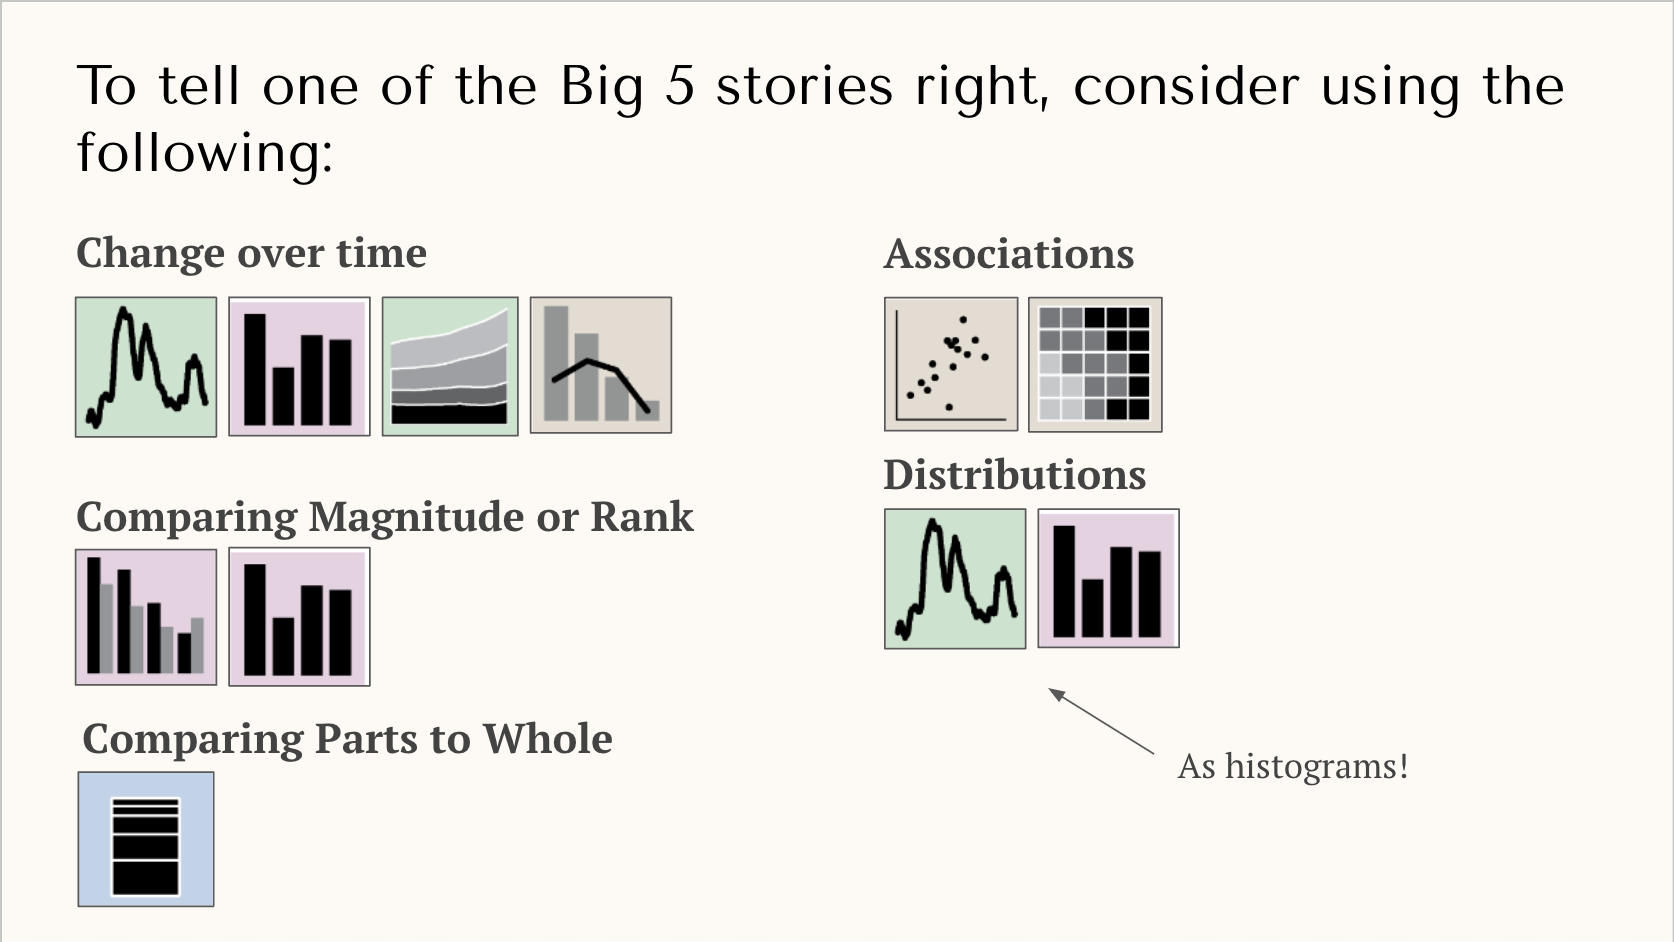 To tell one of the Big 5 stories right, consider using the
following:
Change over time
Comparing Magnitude or Rank
Comparing Parts to Whole
Associations
Distributions
As histograms!